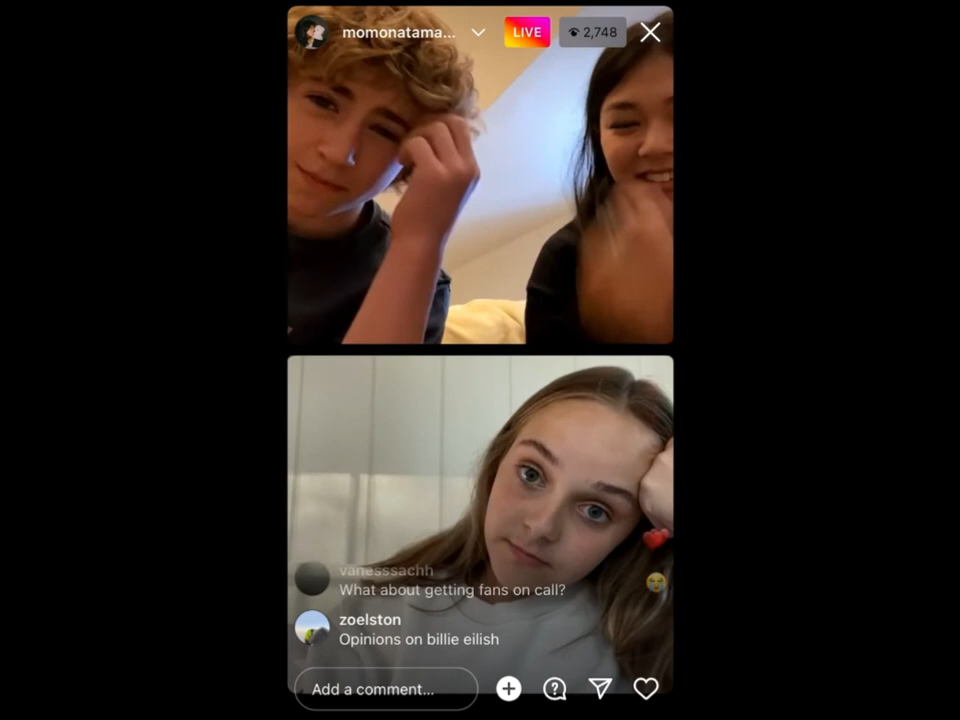 momonatama...
LIVE
2,748
vanesssachh
What about getting fans on call?
zoelston
Opinions on billie eilish
Add a comment...